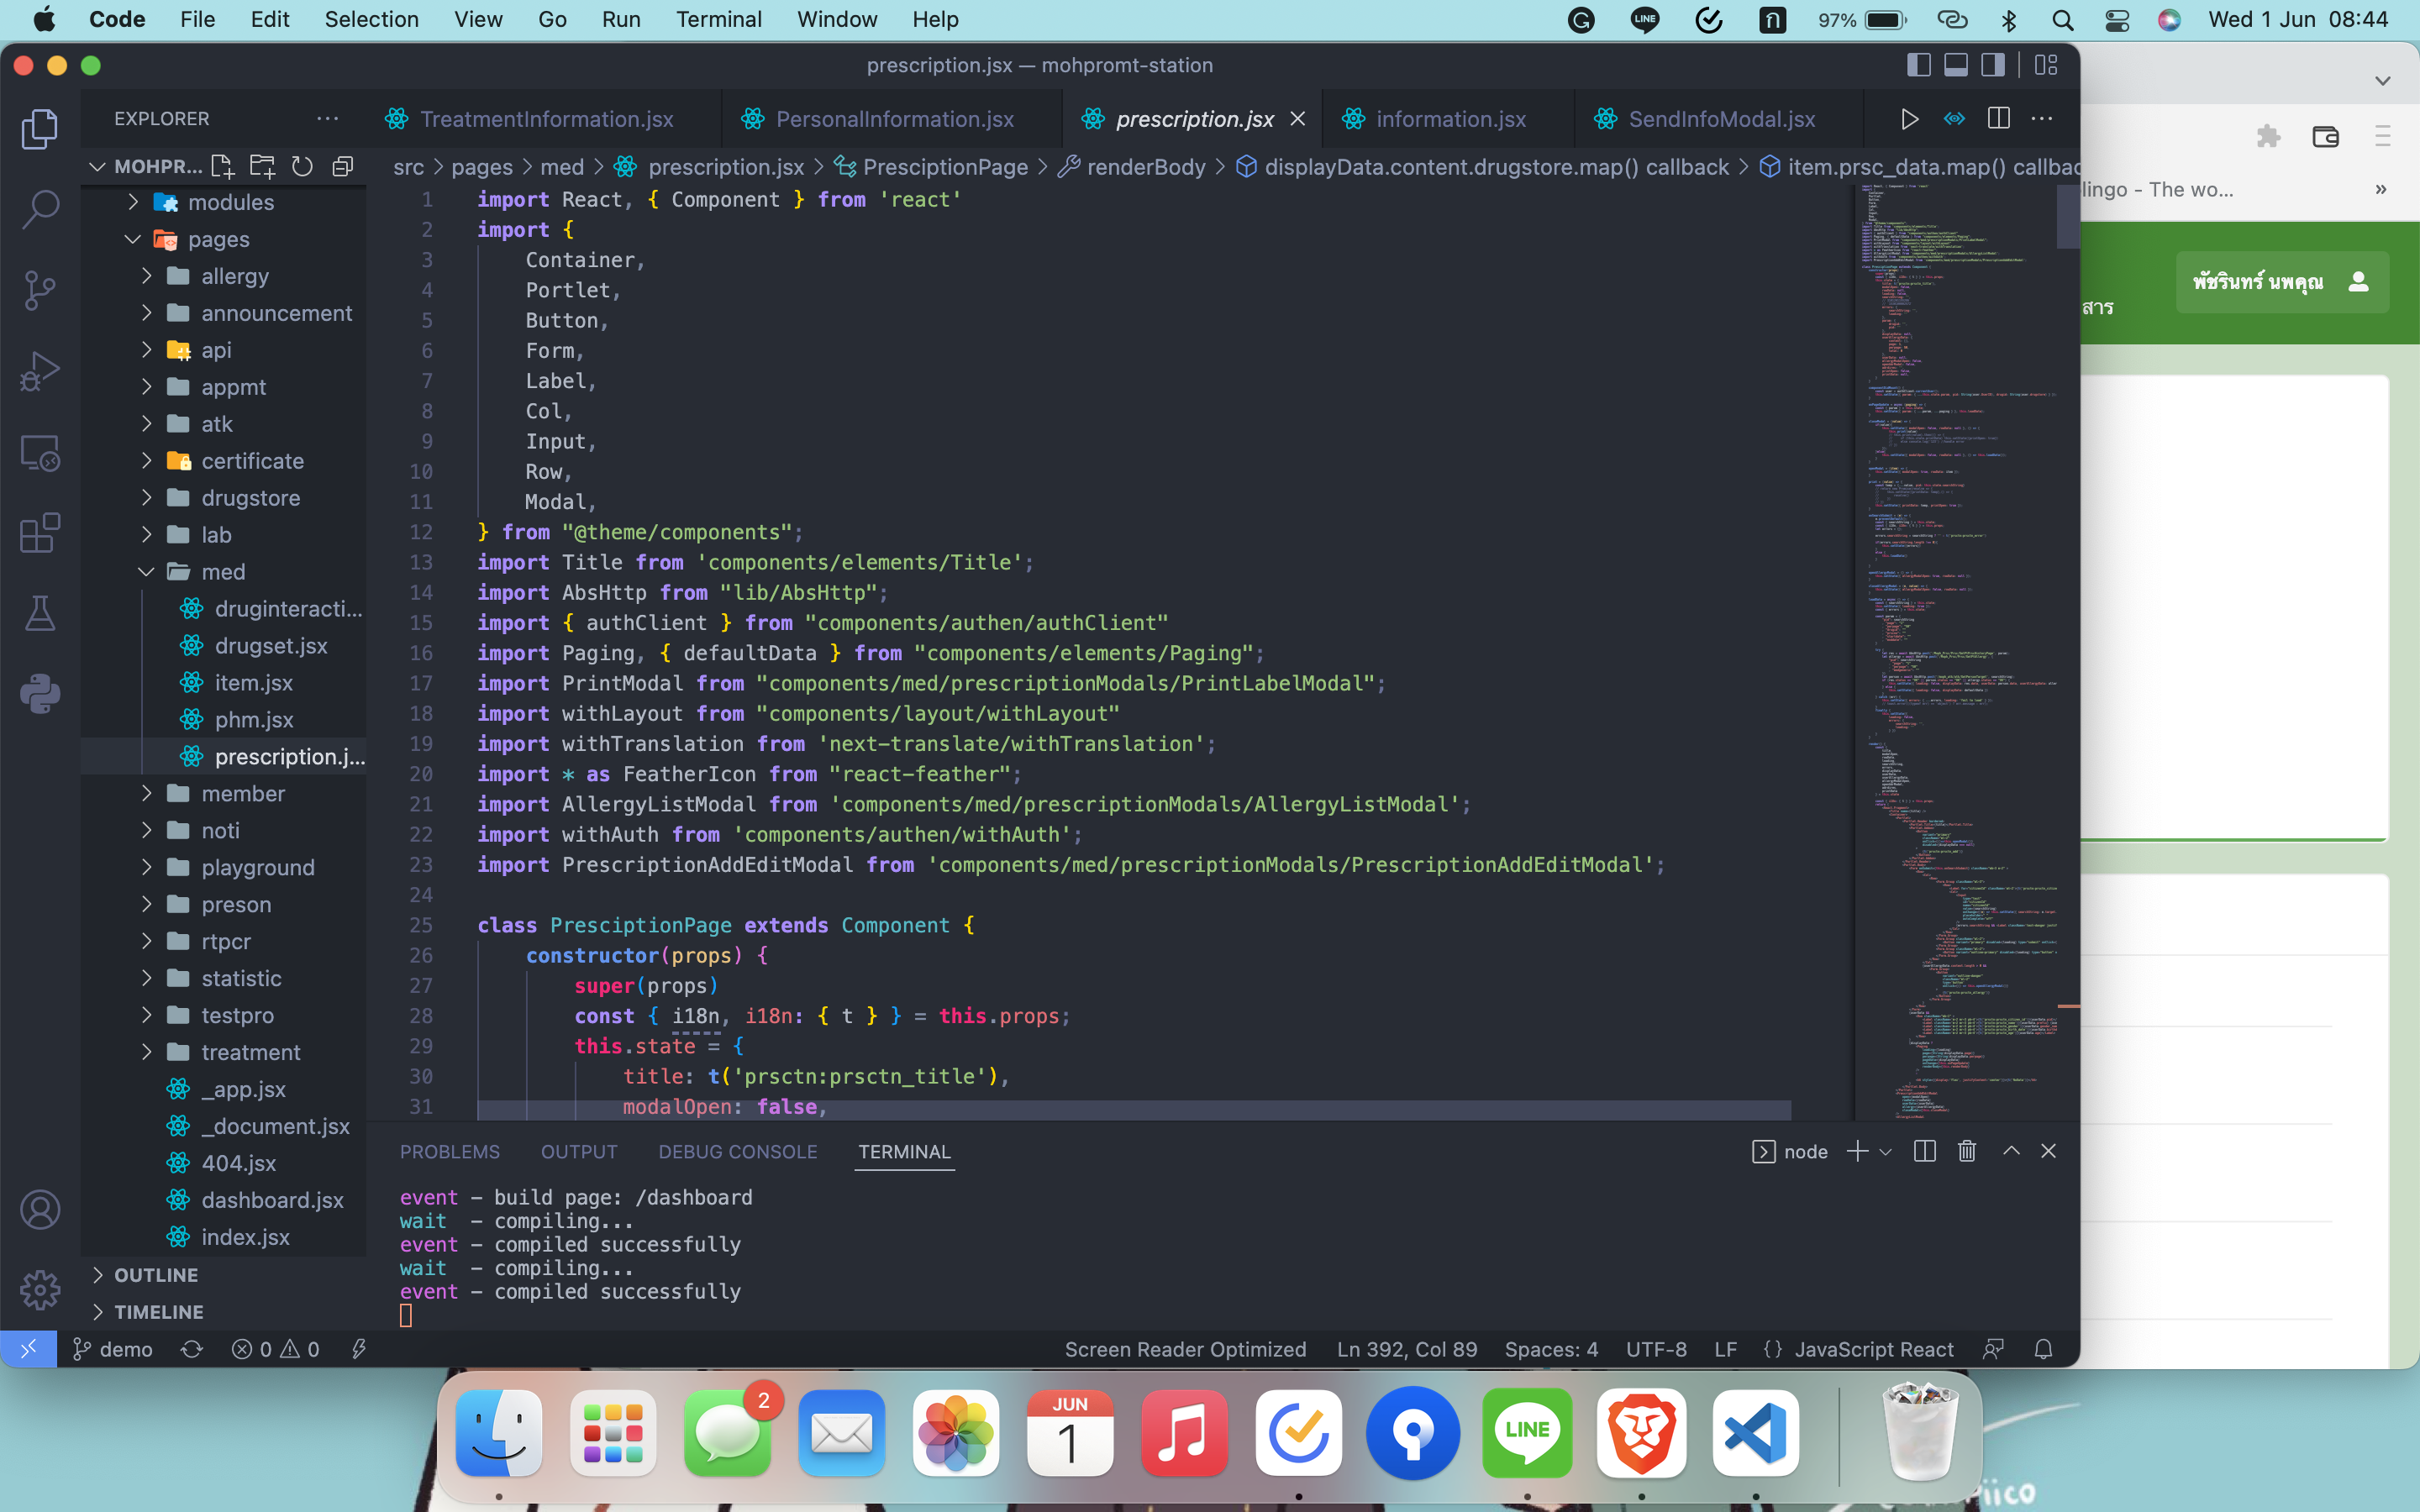 Code File Edit Selection View Go Run Terminal Window Help
LINE ก 97% Wed 1 Jun 08:44
prescription.jsx — mohpromt-station
EXPLORER
TreatmentInformation.jsx
PersonalInformation.jsx
prescription.jsx
information.jsx
SendInfoModal.jsx
MOHPR...
src > pages > med > prescription.jsx > PresciptionPage > renderBody > displayData.content.drugstore.map() callback > item.prsc_data.map() callbac
modules
pages
allergy
announcement
api
appmt
atk
certificate
drugstore
lab
med
druginteracti...
drugset.jsx
item.jsx
phm.jsx
prescription.j...
member
noti
playground
preson
rtpcr
statistic
testpro
treatment
_app.jsx
_document.jsx
404.jsx
dashboard.jsx
index.jsx
OUTLINE
TIMELINE
1 import React, { Component } from 'react'
2 import {
3 Container,
4 Portlet,
5 Button,
6 Form,
7 Label,
8 Col,
9 Input,
10 Row,
11 Modal,
12 } from "@theme/components";
13 import Title from 'components/elements/Title';
14 import AbsHttp from "lib/AbsHttp";
15 import { authClient } from "components/authen/authClient"
16 import Paging, { defaultData } from "components/elements/Paging";
17 import PrintModal from "components/med/prescriptionModals/PrintLabelModal";
18 import withLayout from "components/layout/withLayout"
19 import withTranslation from 'next-translate/withTranslation';
20 import * as FeatherIcon from "react-feather";
21 import AllergyListModal from 'components/med/prescriptionModals/AllergyListModal';
22 import withAuth from 'components/authen/withAuth';
23 import PrescriptionAddEditModal from 'components/med/prescriptionModals/PrescriptionAddEditModal';
24
25 class PresciptionPage extends Component {
26 constructor(props) {
27 super(props)
28 const { i18n, i18n: { t } } = this.props;
29 this.state = {
30 title: t('prsctn:prsctn_title'),
31 modalOpen: false,
PROBLEMS OUTPUT DEBUG CONSOLE TERMINAL
node
event - build page: /dashboard
wait - compiling...
event - compiled successfully
wait - compiling...
event - compiled successfully
demo 0 0
Screen Reader Optimized Ln 392, Col 89 Spaces: 4 UTF-8 LF {} JavaScript React
lingo - The wo...
»
พัชรินทร์ นพคุณ
สาร
2
JUN
1
LINE